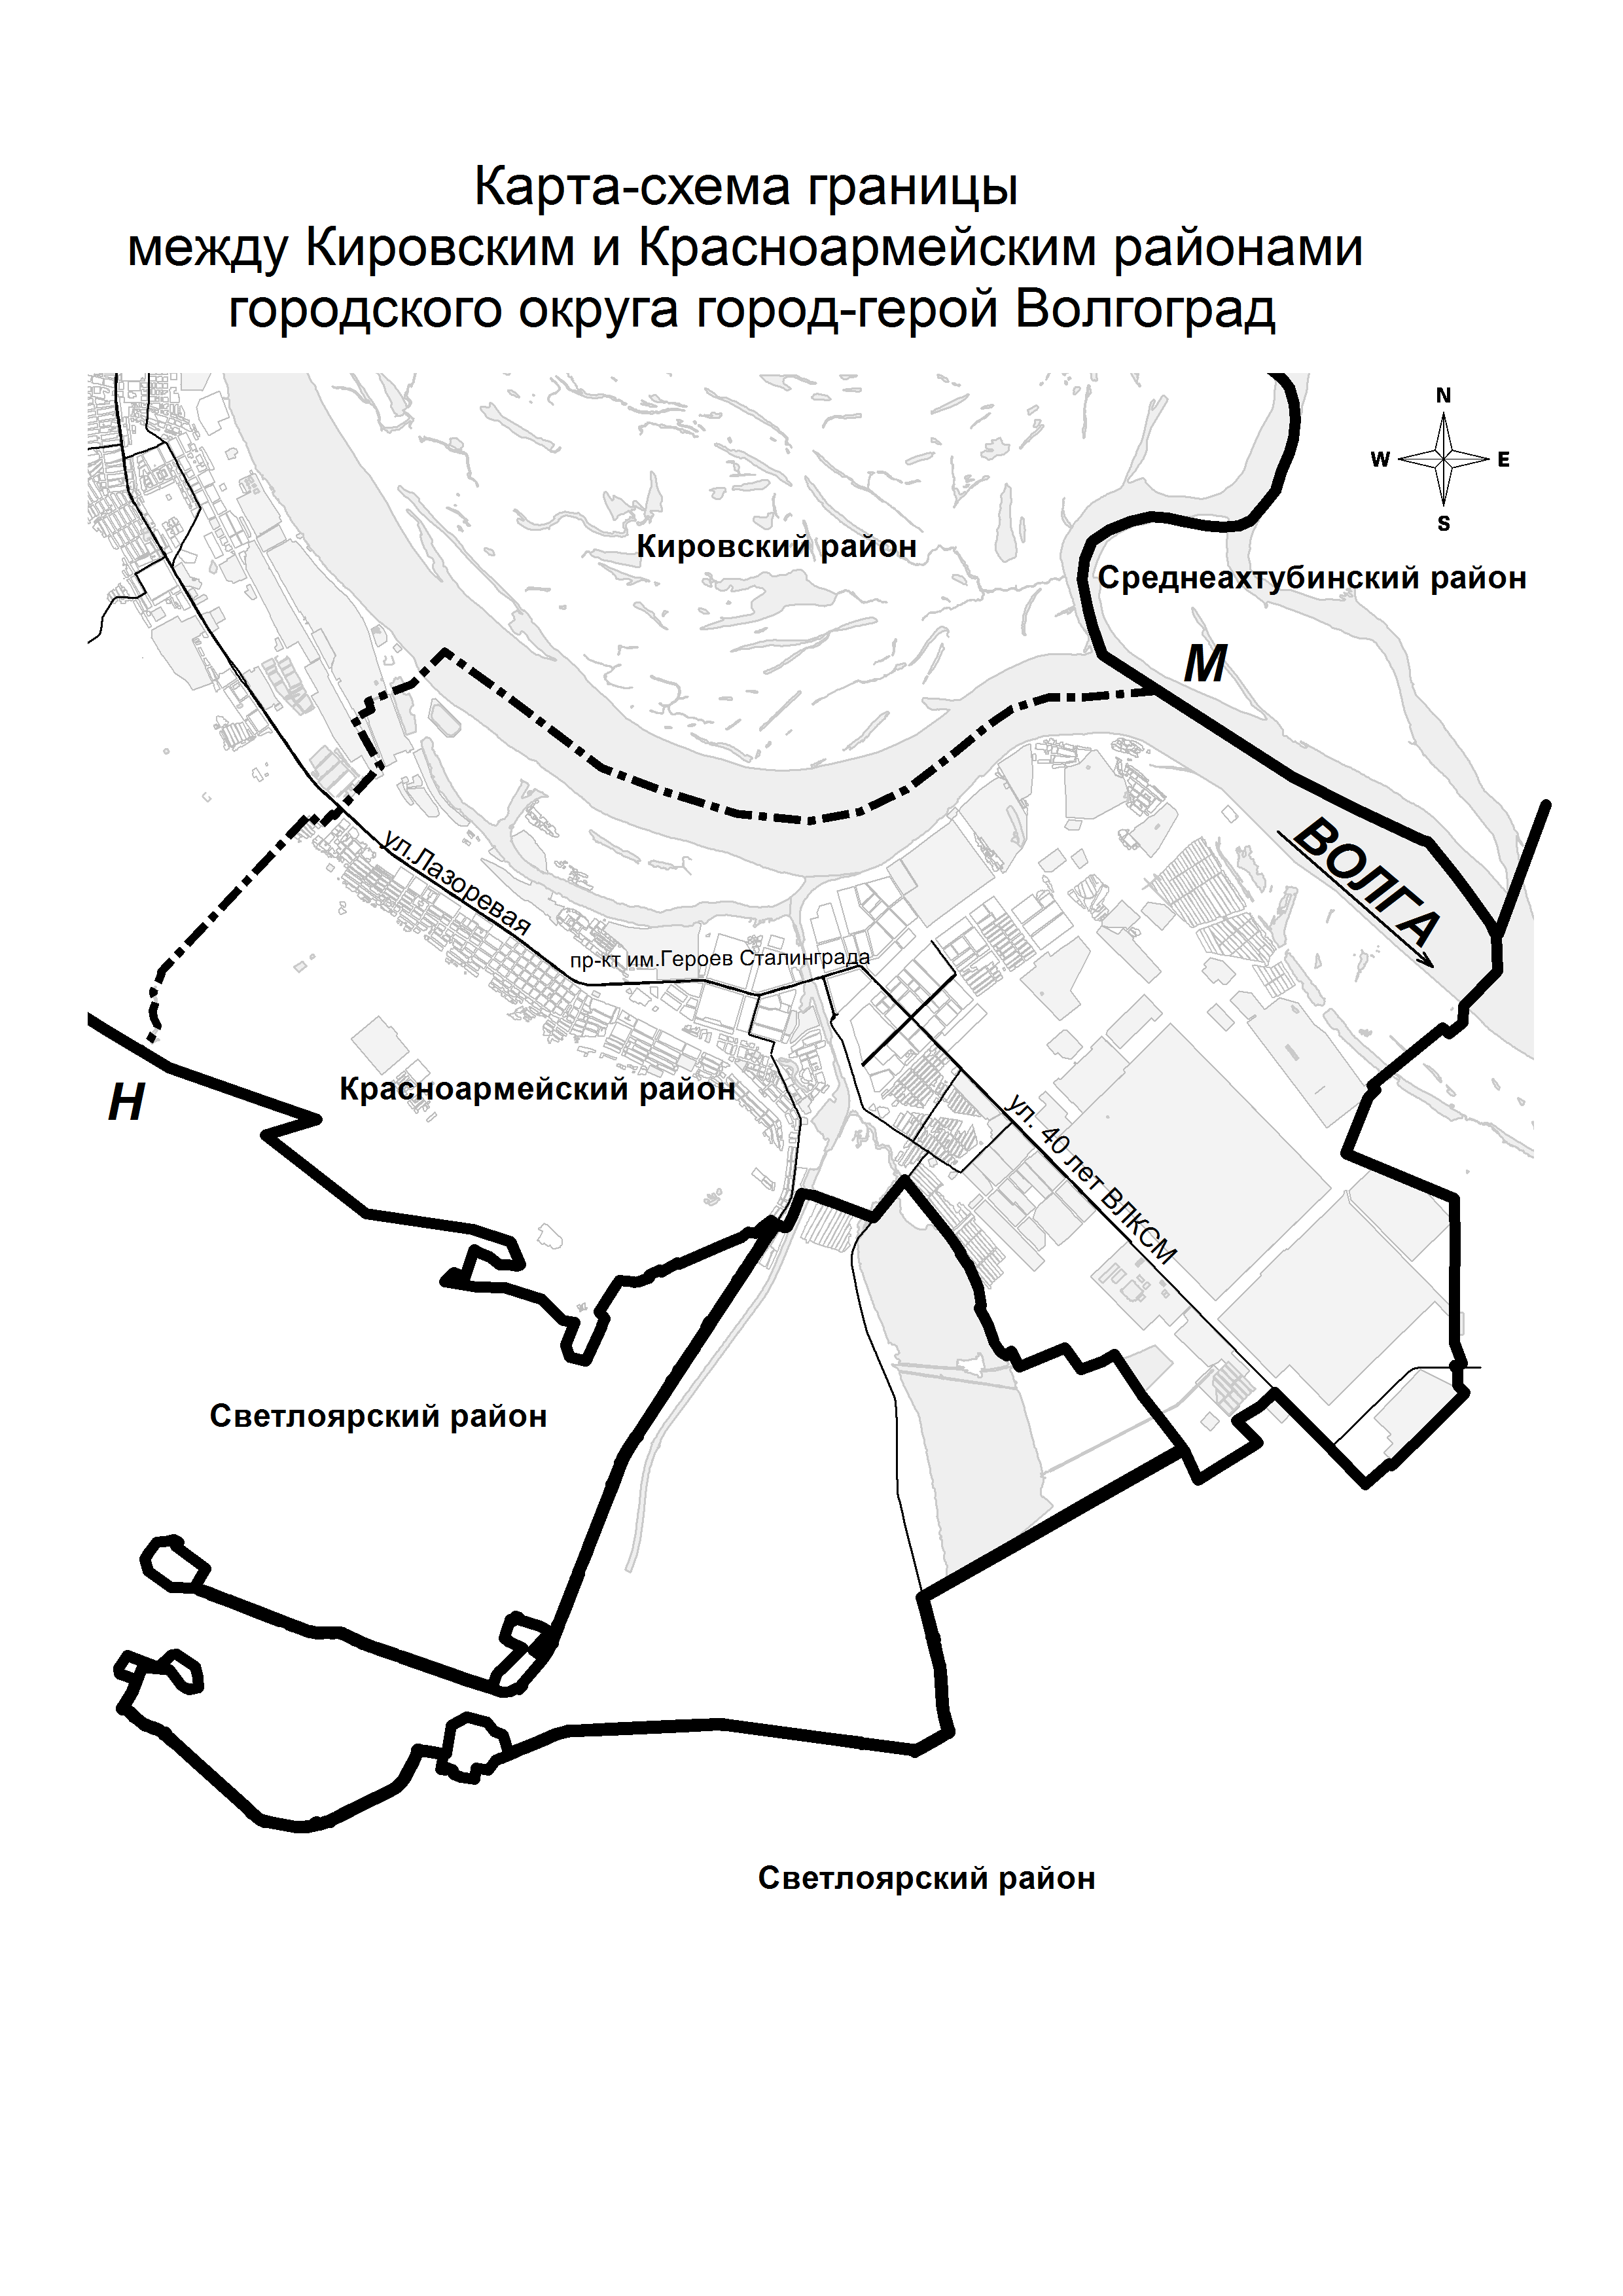 Карта-схема границы
между Кировским и Красноармейским районами
городского округа город-герой Волгоград
N
W
E
S
Кировский район
Среднеахтубинский район
М
ВОЛГА
ул.Лазоревая
пр-кт им.Героев Сталинграда
Красноармейский район
Н
ул. 40 лет ВЛКСМ
Светлоярский район
Светлоярский район